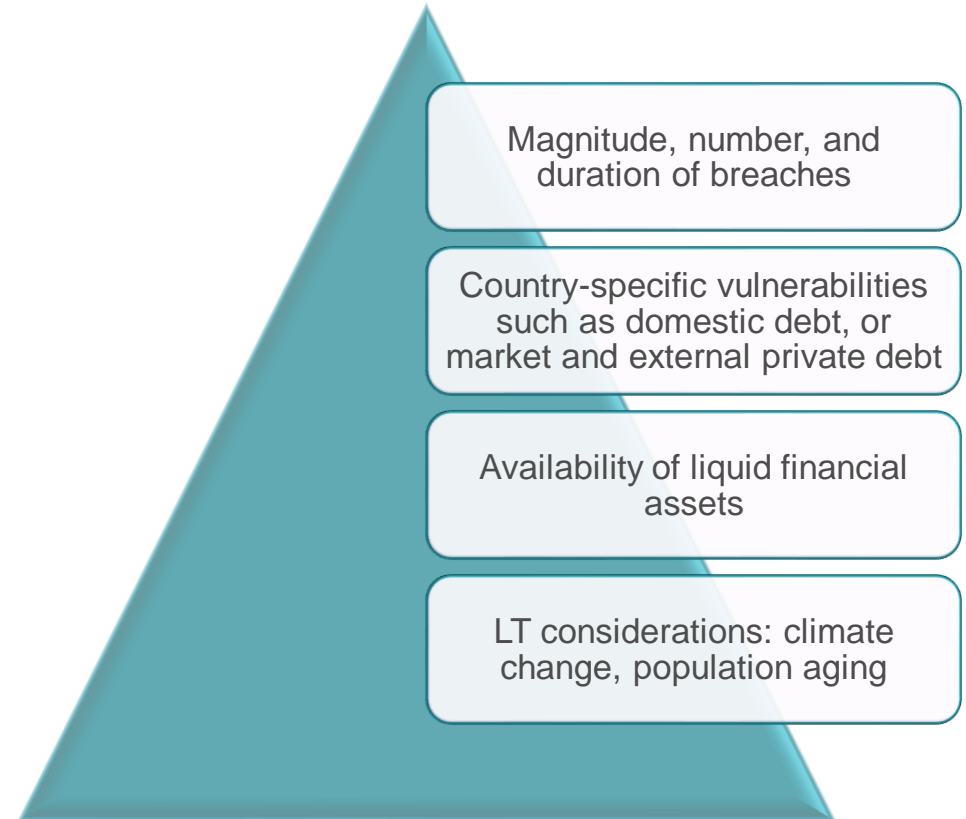 Magnitude, number, and
duration of breaches
Country-specific vulnerabilities
such as domestic debt, or
market and external private debt
Availability of liquid financial
assets
LT considerations: climate
change, population aging